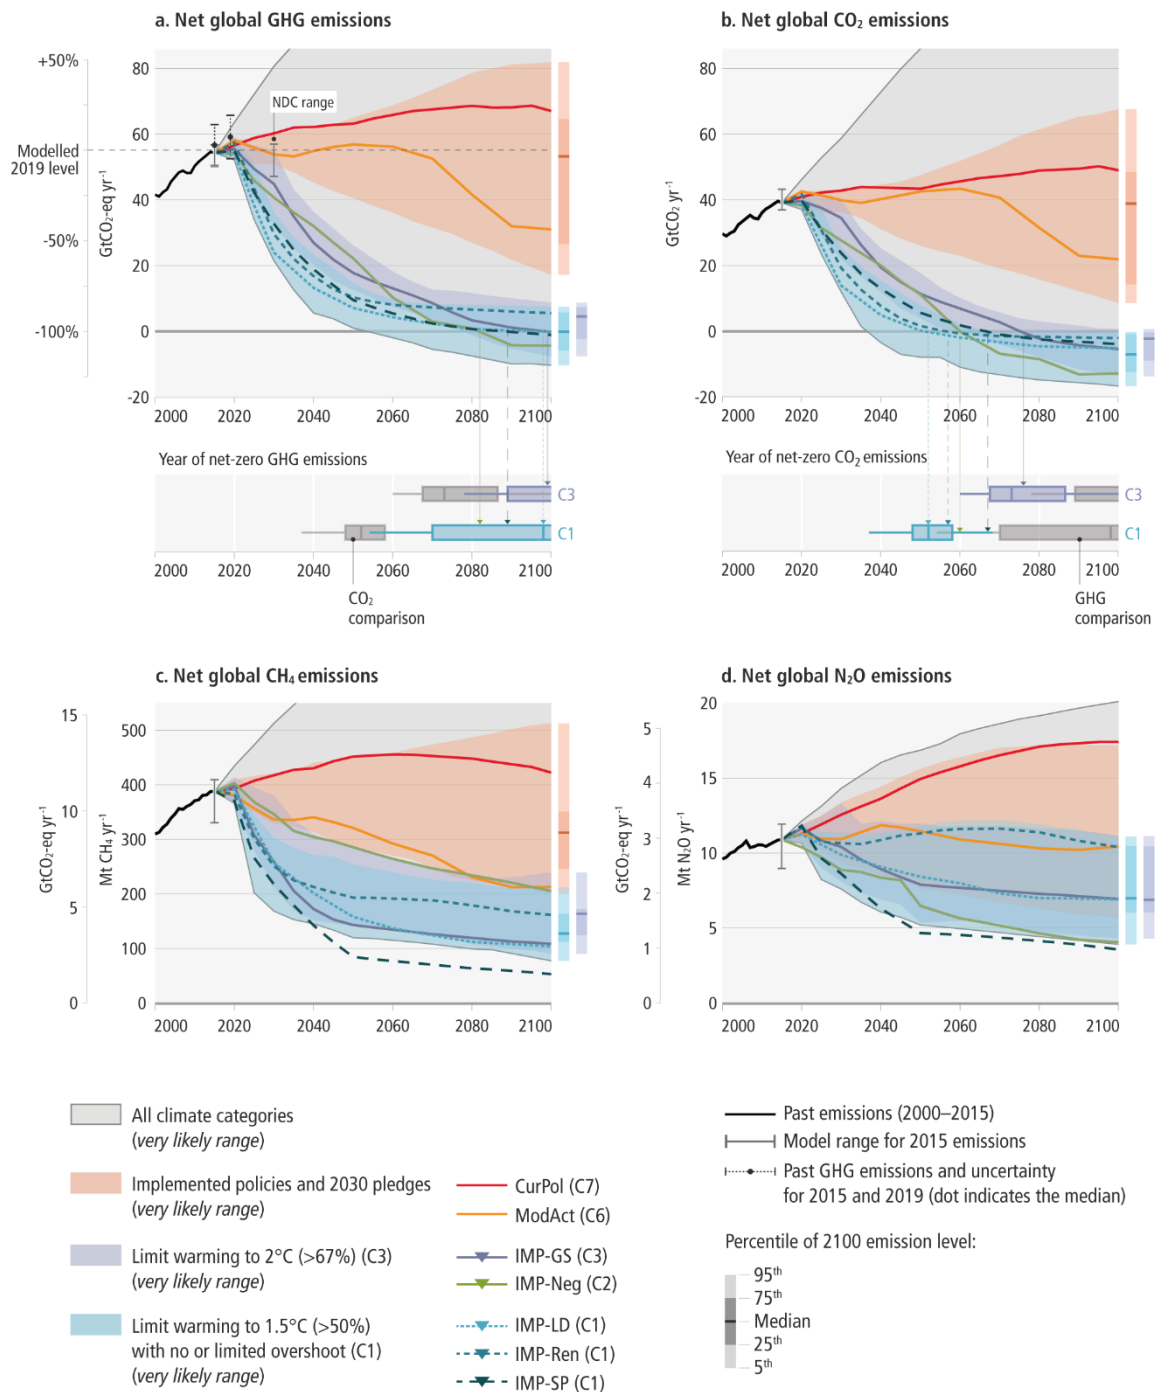 a. Net global GHG emissions
+50%
Modelled
2019 level
-50%
-100%
GtCO₂-eq yr⁻¹
80
60
40
20
0
-20
NDC range
2000 2020 2040 2060 2080 2100
Year of net-zero GHG emissions
C3
C1
2000 2020 2040 2060 2080 2100
CO₂
comparison
b. Net global CO₂ emissions
GtCO₂ yr⁻¹
80
60
40
20
0
-20
2000 2020 2040 2060 2080 2100
Year of net-zero CO₂ emissions
C3
C1
2000 2020 2040 2060 2080 2100
GHG
comparison
c. Net global CH₄ emissions
GtCO₂-eq yr⁻¹
15
10
5
0
Mt CH₄ yr⁻¹
500
400
300
200
100
0
2000 2020 2040 2060 2080 2100
d. Net global N₂O emissions
GtCO₂-eq yr⁻¹
5
4
3
2
1
0
Mt N₂O yr⁻¹
20
15
10
5
0
2000 2020 2040 2060 2080 2100
All climate categories
(very likely range)
Implemented policies and 2030 pledges
(very likely range)
Limit warming to 2°C (>67%) (C3)
(very likely range)
Limit warming to 1.5°C (>50%)
with no or limited overshoot (C1)
(very likely range)
CurPol (C7)
ModAct (C6)
IMP-GS (C3)
IMP-Neg (C2)
IMP-LD (C1)
IMP-Ren (C1)
IMP-SP (C1)
Past emissions (2000–2015)
Model range for 2015 emissions
Past GHG emissions and uncertainty
for 2015 and 2019 (dot indicates the median)
Percentile of 2100 emission level:
95th
75th
Median
25th
5th